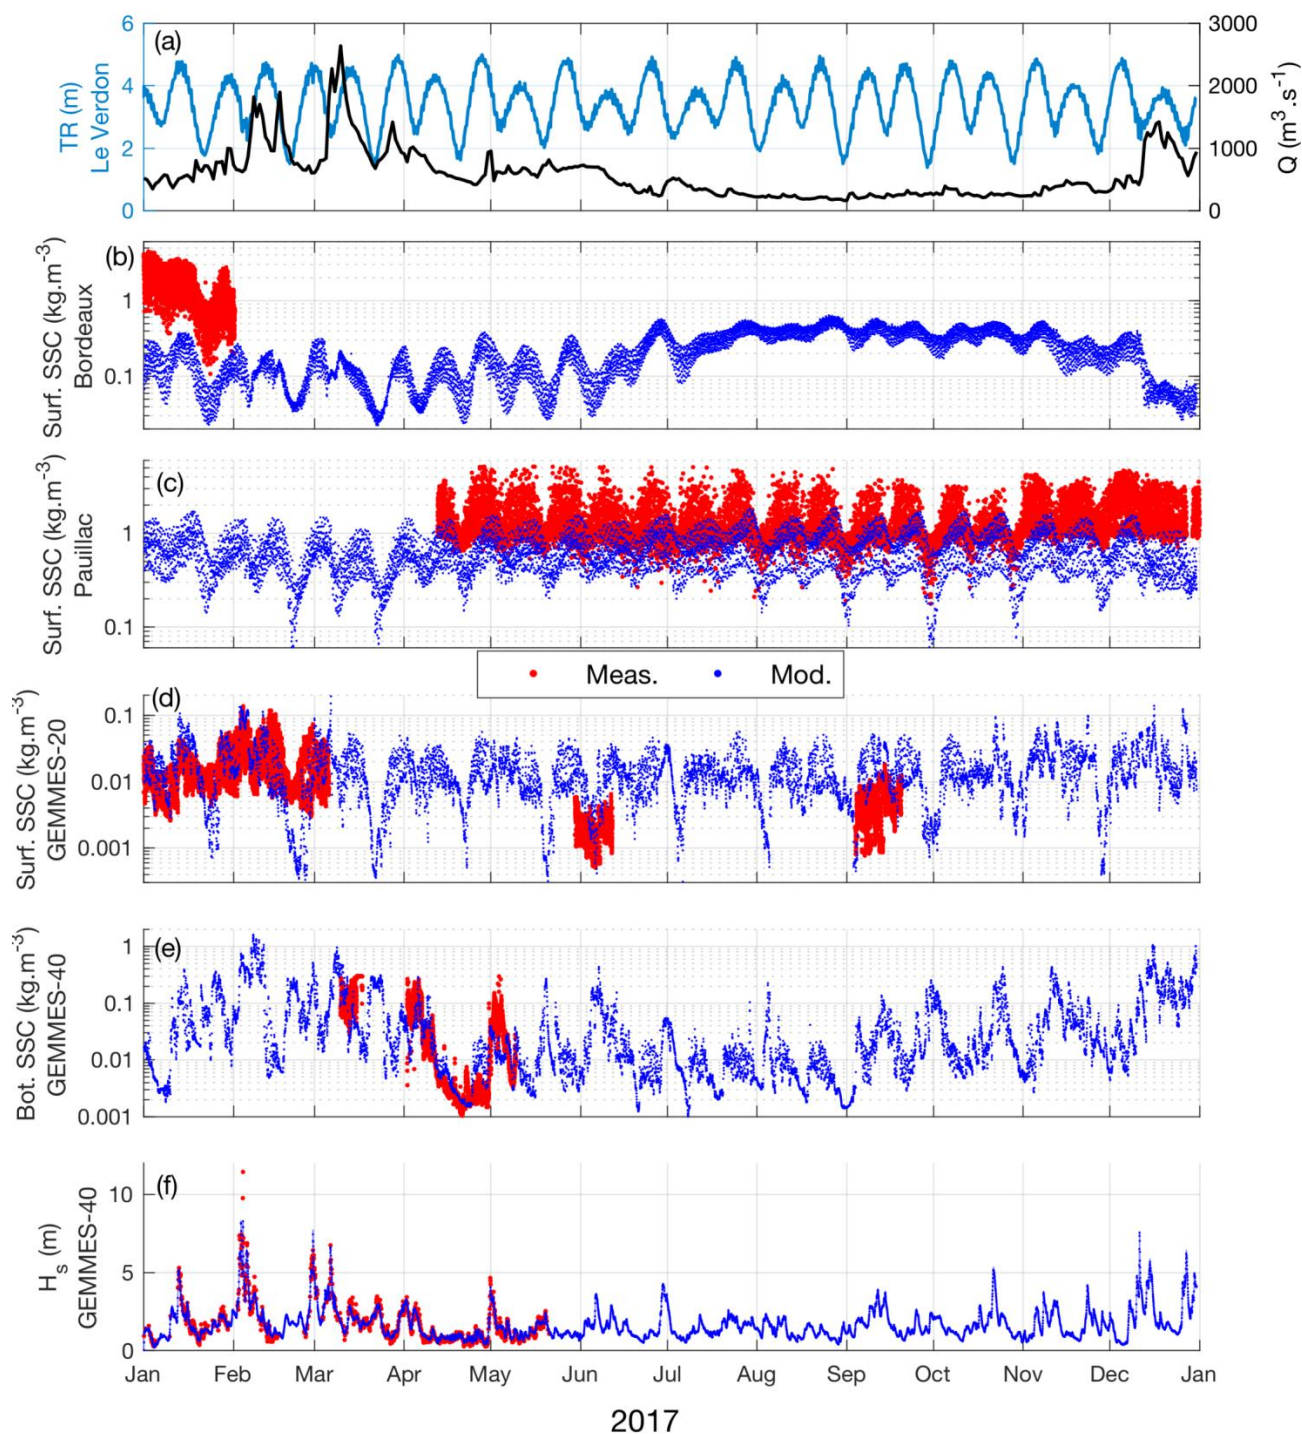 6
4
2
0
TR (m)
Le Verdon
(a)
3000
2000
1000
0
Q (m³.s⁻¹)
Surf. SSC (kg.m⁻³)
Bordeaux
1
0.1
(b)
Surf. SSC (kg.m⁻³)
Pauillac
1
0.1
(c)
Meas.
Mod.
Surf. SSC (kg.m⁻³)
GEMMES-20
0.1
0.01
0.001
(d)
Bot. SSC (kg.m⁻³)
GEMMES-40
1
0.1
0.01
0.001
(e)
H_s (m)
GEMMES-40
10
5
0
(f)
Jan Feb Mar Apr May Jun Jul Aug Sep Oct Nov Dec Jan
2017